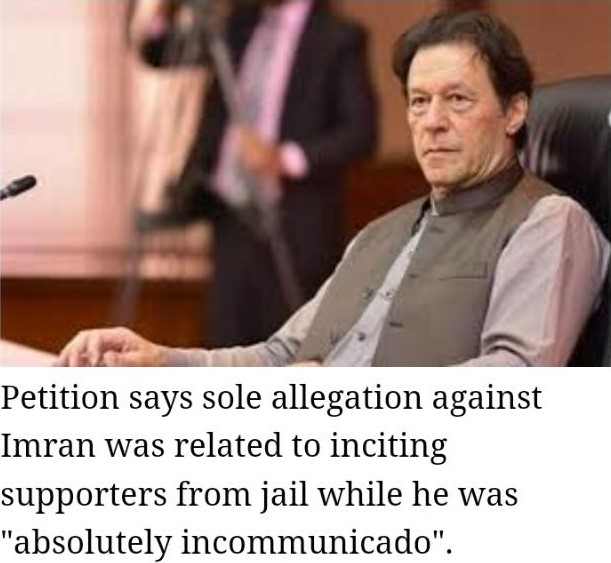 Petition says sole allegation against
Imran was related to inciting
supporters from jail while he was
"absolutely incommunicado".